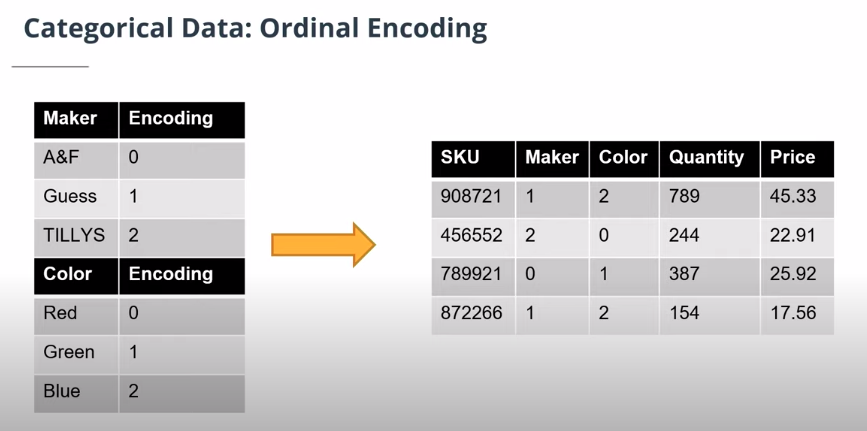 Categorical Data: Ordinal Encoding
Maker Encoding
A&F 0
Guess 1
TILLYS 2
Color Encoding
Red 0
Green 1
Blue 2
SKU Maker Color Quantity Price
908721 1 2 789 45.33
456552 2 0 244 22.91
789921 0 1 387 25.92
872266 1 2 154 17.56